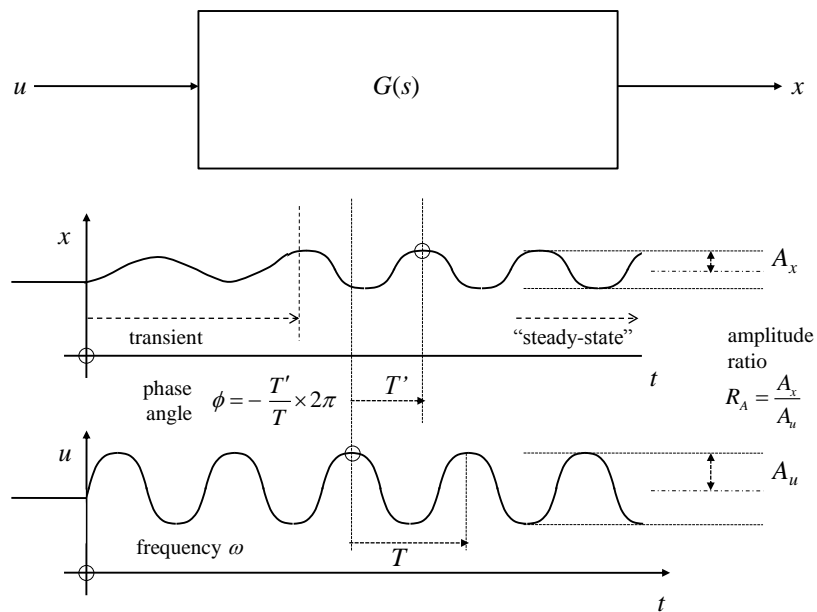 u
G(s)
x
x
A_x
transient
“steady-state”
amplitude
ratio
R_A = A_x / A_u
t
phase
angle
ϕ = − T′ / T × 2π
T’
u
A_u
frequency ω
T
t